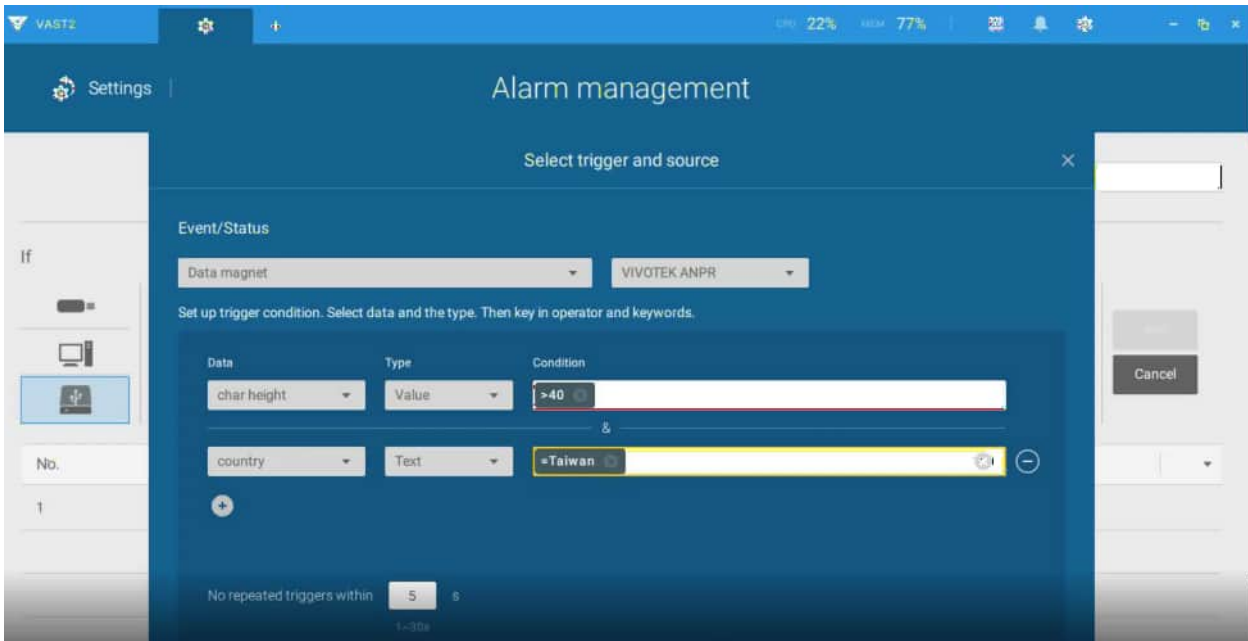 VAST2 CPU 22% MEM 77%
Settings
Alarm management
Select trigger and source
Event/Status
If
Data magnet VIVOTEK ANPR
Set up trigger condition. Select data and the type. Then key in operator and keywords.
Data Type Condition
char height Value >40
Cancel
&
No. country Text =Taiwan
1
No repeated triggers within 5 s
1~30s